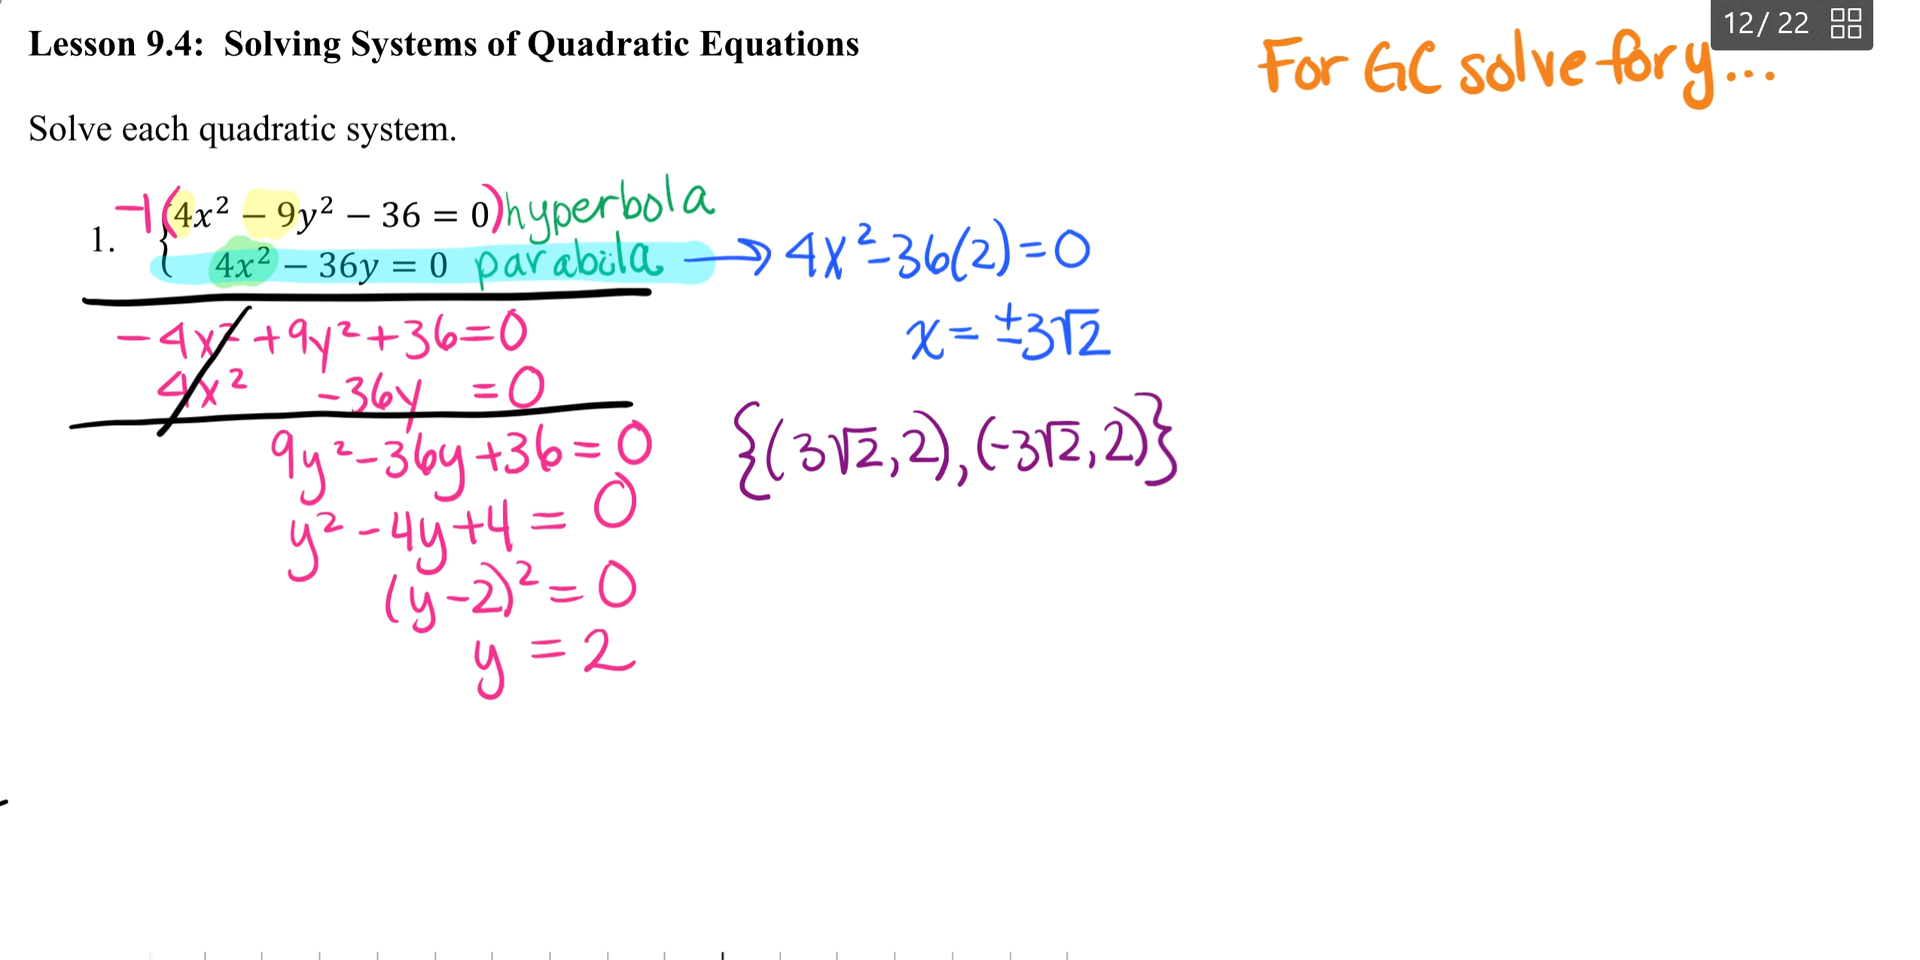 12/ 22
Lesson 9.4:  Solving Systems of Quadratic Equations
For GC solve for y...
Solve each quadratic system.
-1(4x² − 9y² − 36 = 0) hyperbola
1. {
4x² − 36y = 0 parabola → 4x² - 36(2) = 0
x = ±3√2
-4x² + 9y² + 36 = 0
4x² - 36y = 0
{(3√2, 2), (-3√2, 2)}
9y² - 36y + 36 = 0
y² - 4y + 4 = 0
(y - 2)² = 0
y = 2